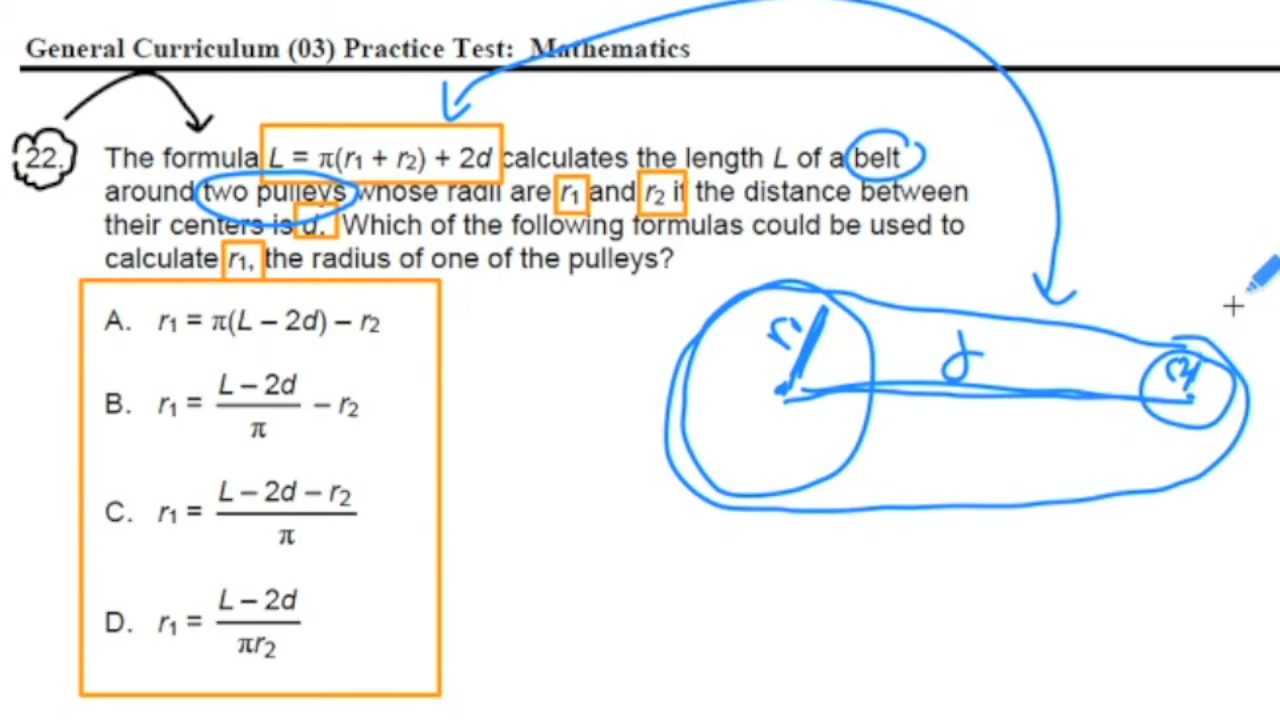 General Curriculum (03) Practice Test: Mathematics
22. The formula L = π(r₁ + r₂) + 2d calculates the length L of a belt
around two pulleys whose radii are r₁ and r₂ if the distance between
their centers is d. Which of the following formulas could be used to
calculate r₁, the radius of one of the pulleys?
A. r₁ = π(L – 2d) – r₂
B. r₁ = (L – 2d)/π – r₂
C. r₁ = (L – 2d – r₂)/π
D. r₁ = (L – 2d)/(πr₂)
r₁
d
r₂